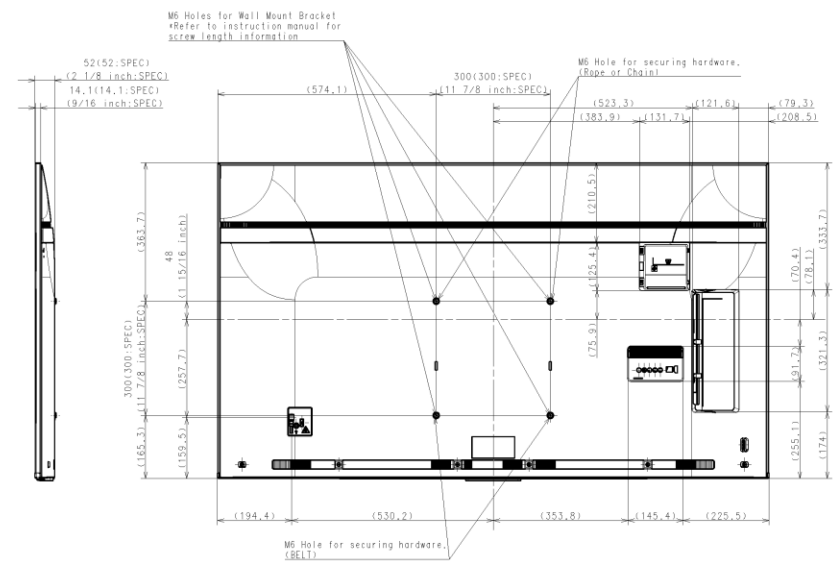 M6 Holes for Wall Mount Bracket
*Refer to instruction manual for
screw length information
52(52:SPEC)
(2 1/8 inch:SPEC)
14.1(14.1:SPEC)
(9/16 inch:SPEC)
M6 Hole for securing hardware.
(Rope or Chain)
300(300:SPEC)
(11 7/8 inch:SPEC)
(574.1)
(523.3)
(121.6)
(79.3)
(383.9)
(131.7)
(208.5)
(363.7)
48
(1 15/16 inch)
300(300:SPEC)
(11 7/8 inch:SPEC)
(257.7)
(165.3)
(159.5)
(210.5)
(125.4)
(75.9)
(333.7)
(70.4)
(78.1)
(321.3)
(91.7)
(255.1)
(174)
(194.4)
(530.2)
(353.8)
(145.4)
(225.5)
M6 Hole for securing hardware.
(BELT)